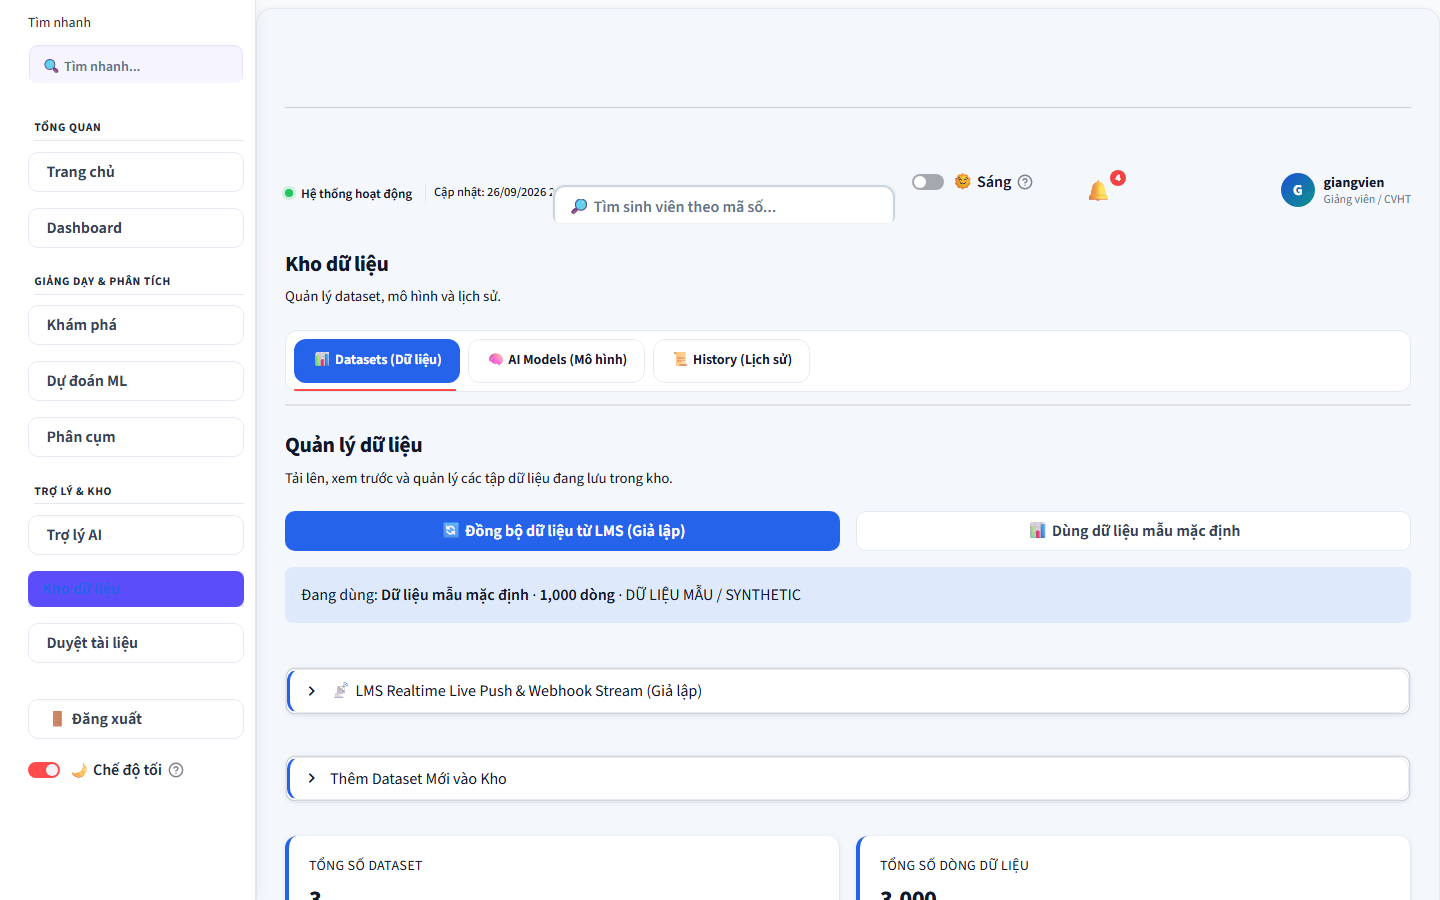 Tìm nhanh
Tìm nhanh...
TỔNG QUAN
Trang chủ
Dashboard
GIẢNG DẠY & PHÂN TÍCH
Khám phá
Dự đoán ML
Phân cụm
TRỢ LÝ & KHO
Trợ lý AI
Kho dữ liệu
Duyệt tài liệu
Đăng xuất
Chế độ tối
Hệ thống hoạt động
Cập nhật: 26/09/2026
Tìm sinh viên theo mã số...
Sáng
4
G
giangvien
Giảng viên / CVHT
Kho dữ liệu
Quản lý dataset, mô hình và lịch sử.
Datasets (Dữ liệu)
AI Models (Mô hình)
History (Lịch sử)
Quản lý dữ liệu
Tải lên, xem trước và quản lý các tập dữ liệu đang lưu trong kho.
Đồng bộ dữ liệu từ LMS (Giả lập)
Dùng dữ liệu mẫu mặc định
Đang dùng: Dữ liệu mẫu mặc định · 1,000 dòng · DỮ LIỆU MẪU / SYNTHETIC
LMS Realtime Live Push & Webhook Stream (Giả lập)
Thêm Dataset Mới vào Kho
TỔNG SỐ DATASET
3
TỔNG SỐ DÒNG DỮ LIỆU
3,000